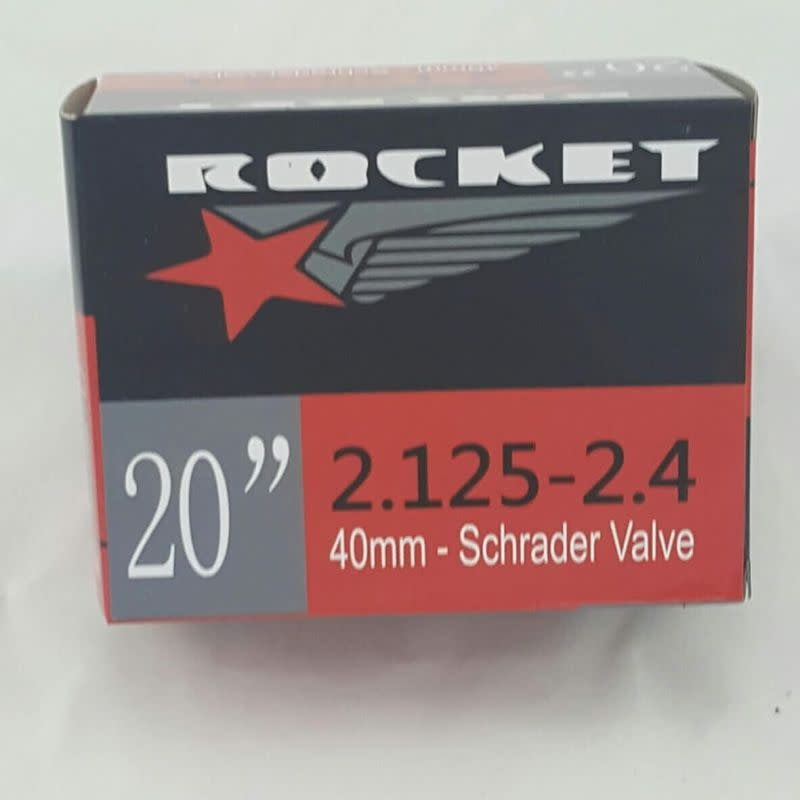 ROCKET
20”
2.125-2.4
40mm - Schrader Valve